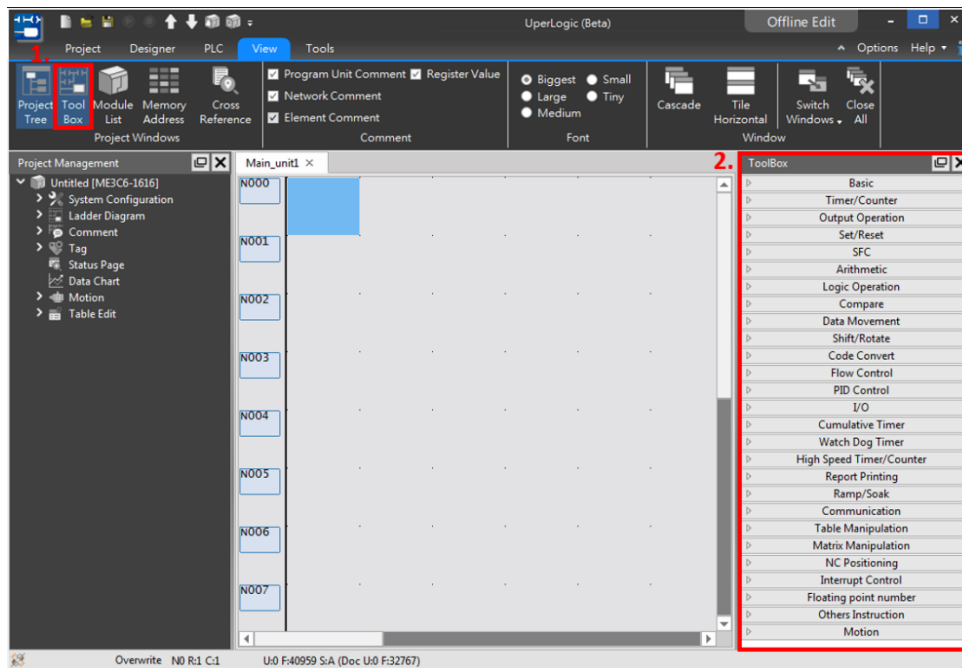 UperLogic (Beta)
Offline Edit
1.
Project Designer PLC View Tools
Options Help
Project Tree
Tool Box
Module List
Memory Address
Cross Reference
Project Windows
Program Unit Comment Register Value
Network Comment
Element Comment
Comment
Biggest Small
Large Tiny
Medium
Font
Cascade
Tile Horizontal
Switch Windows
Close All
Window
Project Management
Untitled [ME3C6-1616]
System Configuration
Ladder Diagram
Comment
Tag
Status Page
Data Chart
Motion
Table Edit
Main_unit1
N000
N001
N002
N003
N004
N005
N006
N007
2.
ToolBox
Basic
Timer/Counter
Output Operation
Set/Reset
SFC
Arithmetic
Logic Operation
Compare
Data Movement
Shift/Rotate
Code Convert
Flow Control
PID Control
I/O
Cumulative Timer
Watch Dog Timer
High Speed Timer/Counter
Report Printing
Ramp/Soak
Communication
Table Manipulation
Matrix Manipulation
NC Positioning
Interrupt Control
Floating point number
Others Instruction
Motion
Overwrite N0 R:1 C:1 U:0 F:40959 S:A (Doc U:0 F:32767)